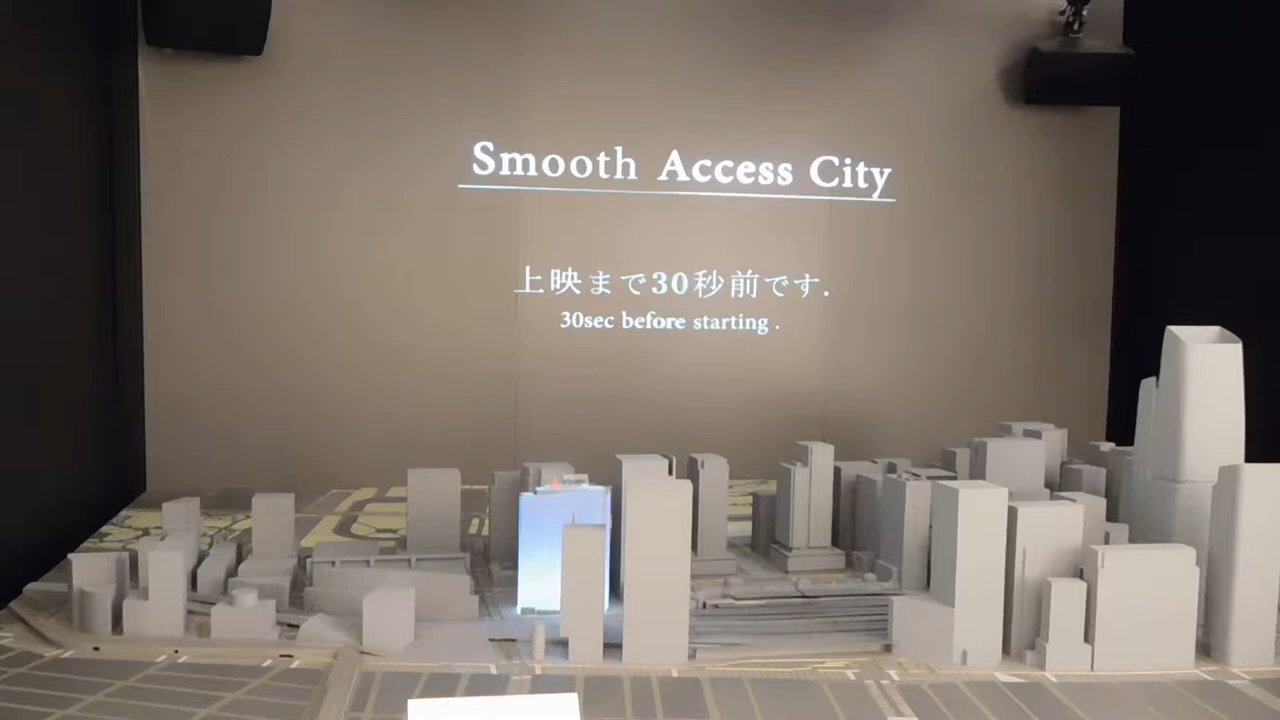 Smooth Access City
上映まで30秒前です.
30sec before starting .